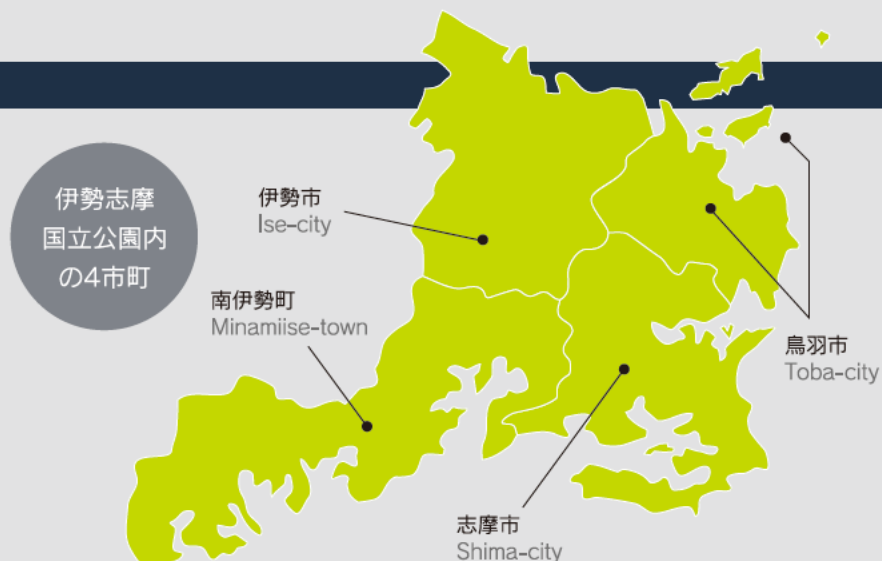 伊勢志摩
国立公園内
の4市町
伊勢市
Ise-city
南伊勢町
Minamiise-town
鳥羽市
Toba-city
志摩市
Shima-city